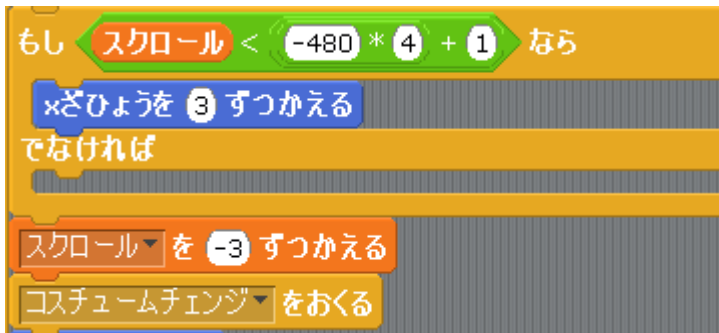 もし スクロール < -480 * 4 + 1 なら
xざひょうを 3 ずつかえる
でなければ
スクロール を -3 ずつかえる
コスチュームチェンジ をおくる